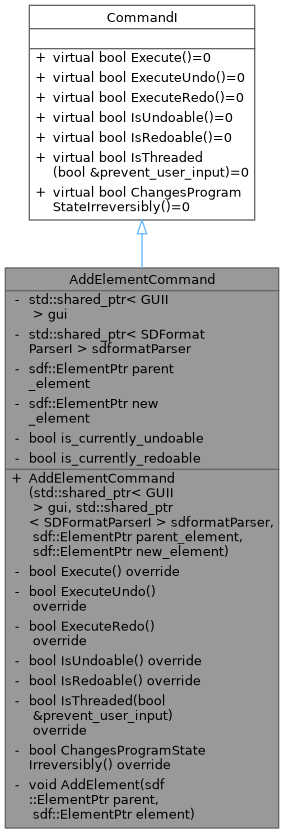 CommandI
+ virtual bool Execute()=0
+ virtual bool ExecuteUndo()=0
+ virtual bool ExecuteRedo()=0
+ virtual bool IsUndoable()=0
+ virtual bool IsRedoable()=0
+ virtual bool IsThreaded
(bool &prevent_user_input)=0
+ virtual bool ChangesProgram
StateIrreversibly()=0
AddElementCommand
- std::shared_ptr< GUII
> gui
- std::shared_ptr< SDFormat
ParserI > sdformatParser
- sdf::ElementPtr parent
_element
- sdf::ElementPtr new
_element
- bool is_currently_undoable
- bool is_currently_redoable
+ AddElementCommand
(std::shared_ptr< GUII
> gui, std::shared_ptr
< SDFormatParserI > sdformatParser,
sdf::ElementPtr parent_element,
sdf::ElementPtr new_element)
- bool Execute() override
- bool ExecuteUndo()
override
- bool ExecuteRedo()
override
- bool IsUndoable() override
- bool IsRedoable() override
- bool IsThreaded(bool
&prevent_user_input)
override
- bool ChangesProgramState
Irreversibly() override
- void AddElement(sdf
::ElementPtr parent,
sdf::ElementPtr element)